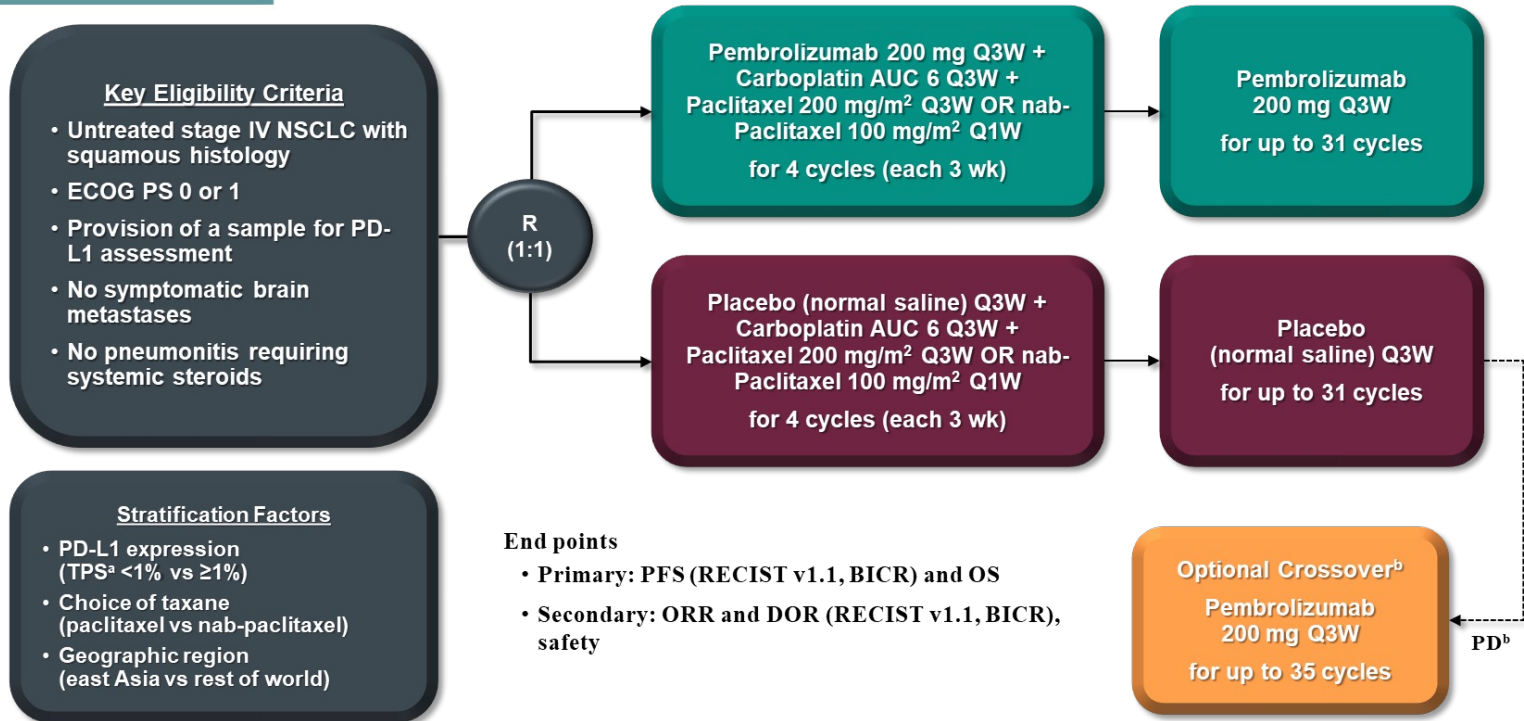 Key Eligibility Criteria
• Untreated stage IV NSCLC with
squamous histology
• ECOG PS 0 or 1
• Provision of a sample for PD-
L1 assessment
• No symptomatic brain
metastases
• No pneumonitis requiring
systemic steroids
Stratification Factors
• PD-L1 expression
(TPSᵃ <1% vs ≥1%)
• Choice of taxane
(paclitaxel vs nab-paclitaxel)
• Geographic region
(east Asia vs rest of world)
R
(1:1)
Pembrolizumab 200 mg Q3W +
Carboplatin AUC 6 Q3W +
Paclitaxel 200 mg/m² Q3W OR nab-
Paclitaxel 100 mg/m² Q1W
for 4 cycles (each 3 wk)
Pembrolizumab
200 mg Q3W
for up to 31 cycles
Placebo (normal saline) Q3W +
Carboplatin AUC 6 Q3W +
Paclitaxel 200 mg/m² Q3W OR nab-
Paclitaxel 100 mg/m² Q1W
for 4 cycles (each 3 wk)
Placebo
(normal saline) Q3W
for up to 31 cycles
End points
• Primary: PFS (RECIST v1.1, BICR) and OS
• Secondary: ORR and DOR (RECIST v1.1, BICR),
safety
Optional Crossoverᵇ
Pembrolizumab
200 mg Q3W
for up to 35 cycles
PDᵇ